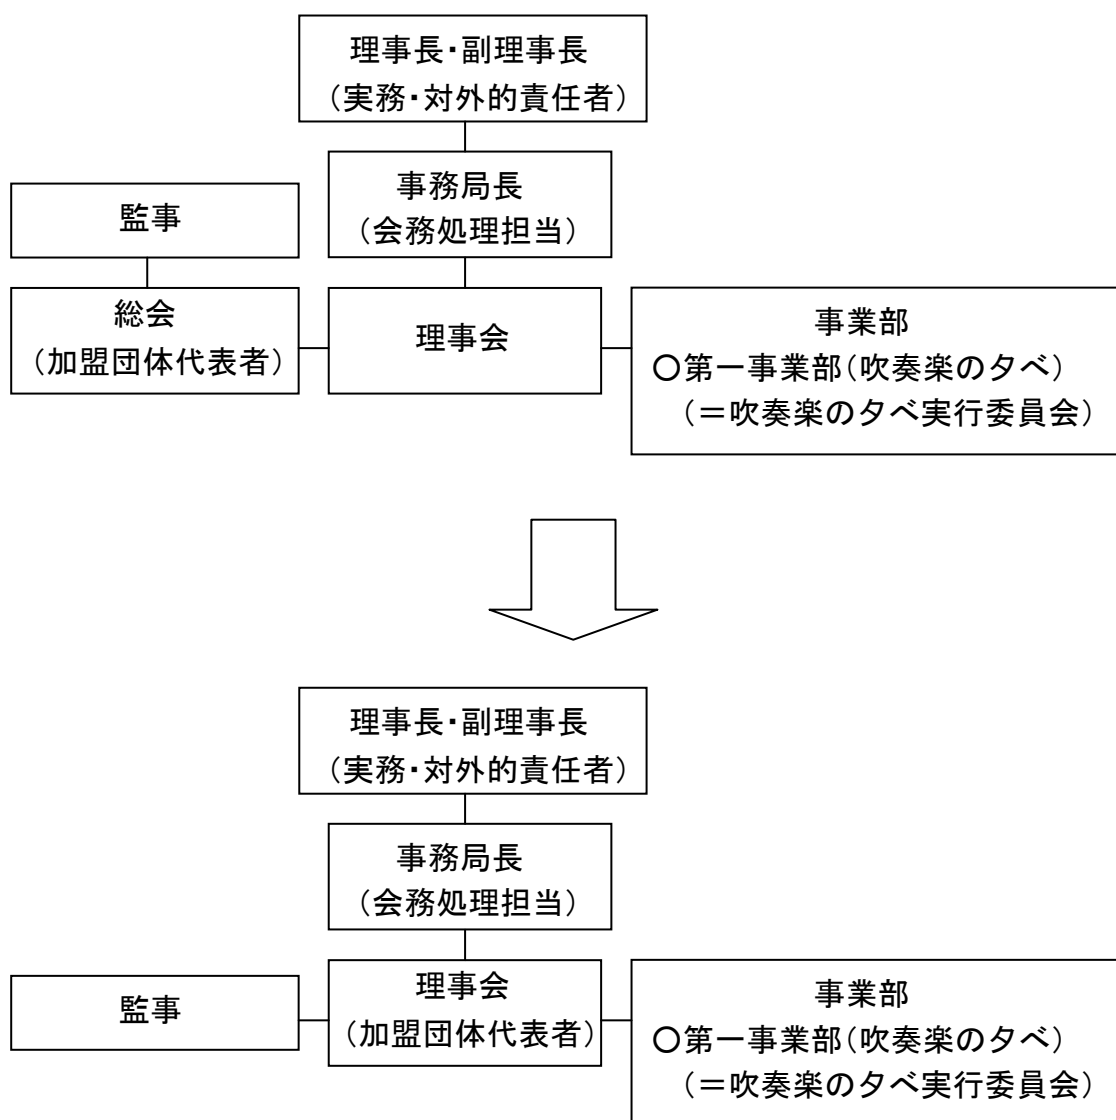 理事長・副理事長
(実務・対外的責任者)
事務局長
(会務処理担当)
監事
総会
(加盟団体代表者)
理事会
事業部
○第一事業部(吹奏楽の夕べ)
(=吹奏楽の夕べ実行委員会)
理事長・副理事長
(実務・対外的責任者)
事務局長
(会務処理担当)
監事
理事会
(加盟団体代表者)
事業部
○第一事業部(吹奏楽の夕べ)
(=吹奏楽の夕べ実行委員会)